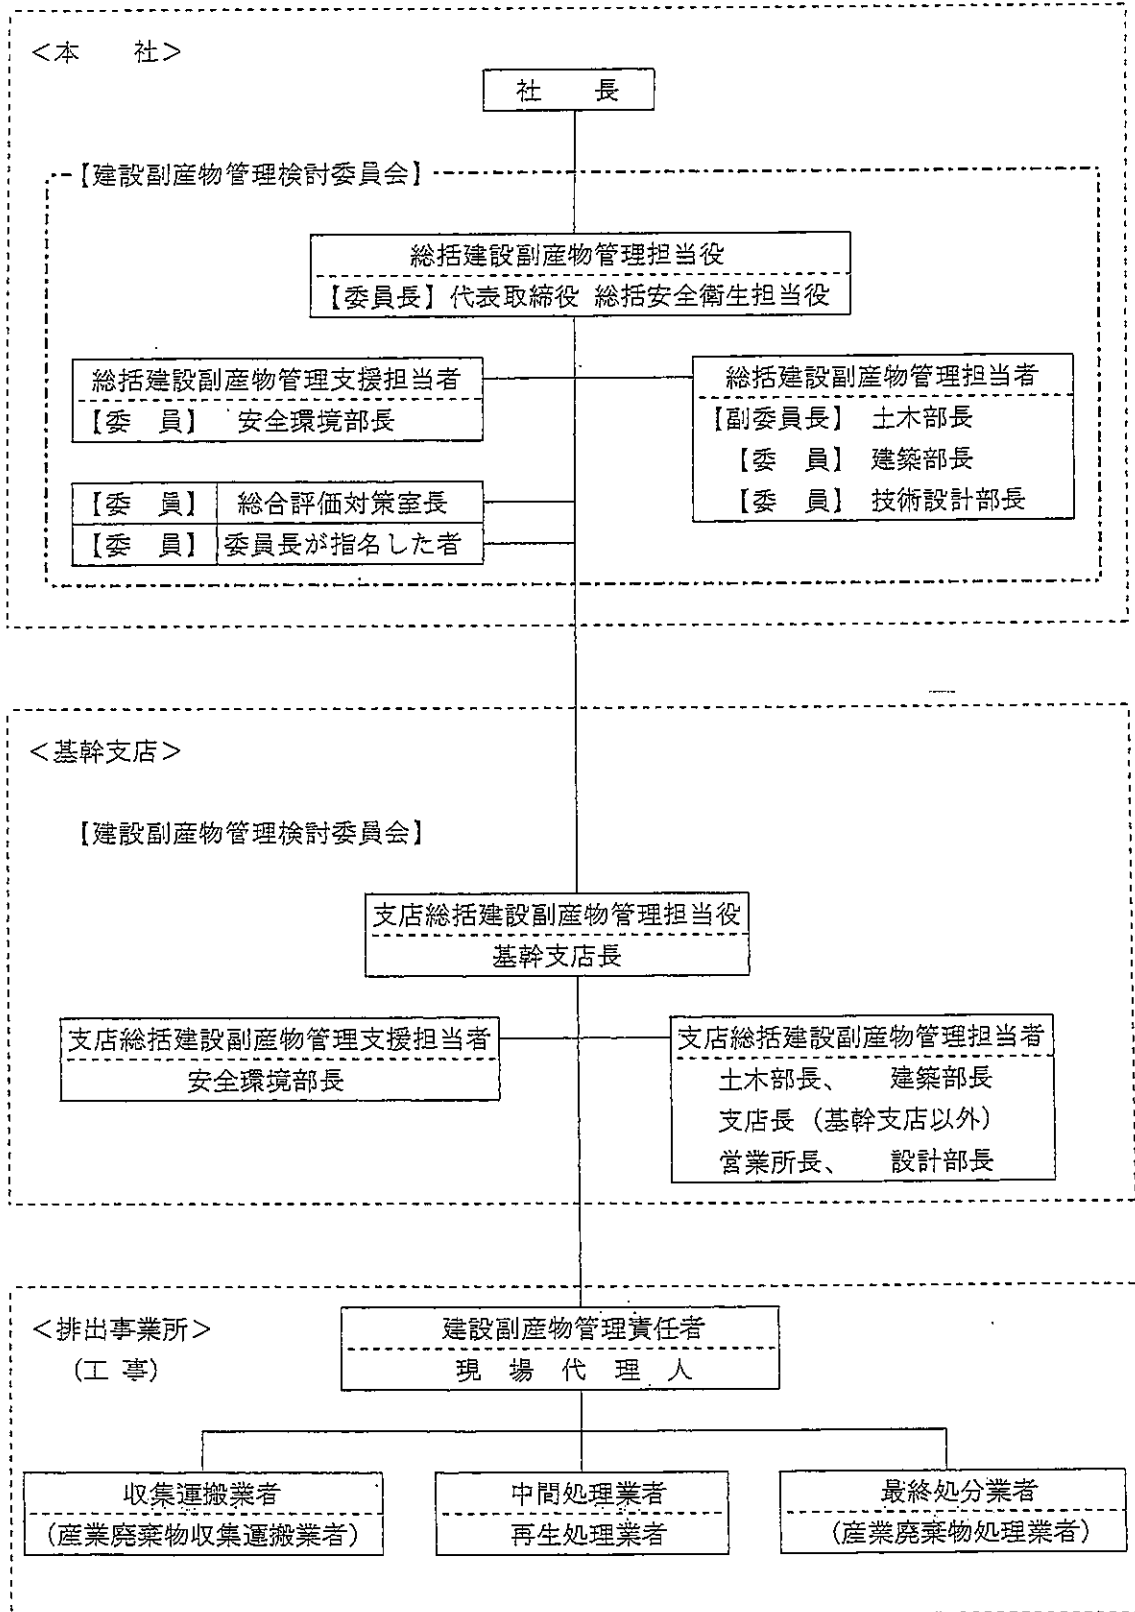 ＜本　　社＞
社　　長
【建設副産物管理検討委員会】
総括建設副産物管理担当役
【委員長】代表取締役 総括安全衛生担当役
総括建設副産物管理支援担当者
【委　員】　安全環境部長
総括建設副産物管理担当者
【副委員長】　土木部長
【委　員】　建築部長
【委　員】　技術設計部長
【委　員】　総合評価対策室長
【委　員】　委員長が指名した者
＜基幹支店＞
【建設副産物管理検討委員会】
支店総括建設副産物管理担当役
基幹支店長
支店総括建設副産物管理支援担当者
安全環境部長
支店総括建設副産物管理担当者
土木部長、　　建築部長
支店長（基幹支店以外）
営業所長、　　設計部長
＜排出事業所＞
（工 事）
建設副産物管理責任者
現　場　代　理　人
収集運搬業者
（産業廃棄物収集運搬業者）
中間処理業者
再生処理業者
最終処分業者
（産業廃棄物処理業者）